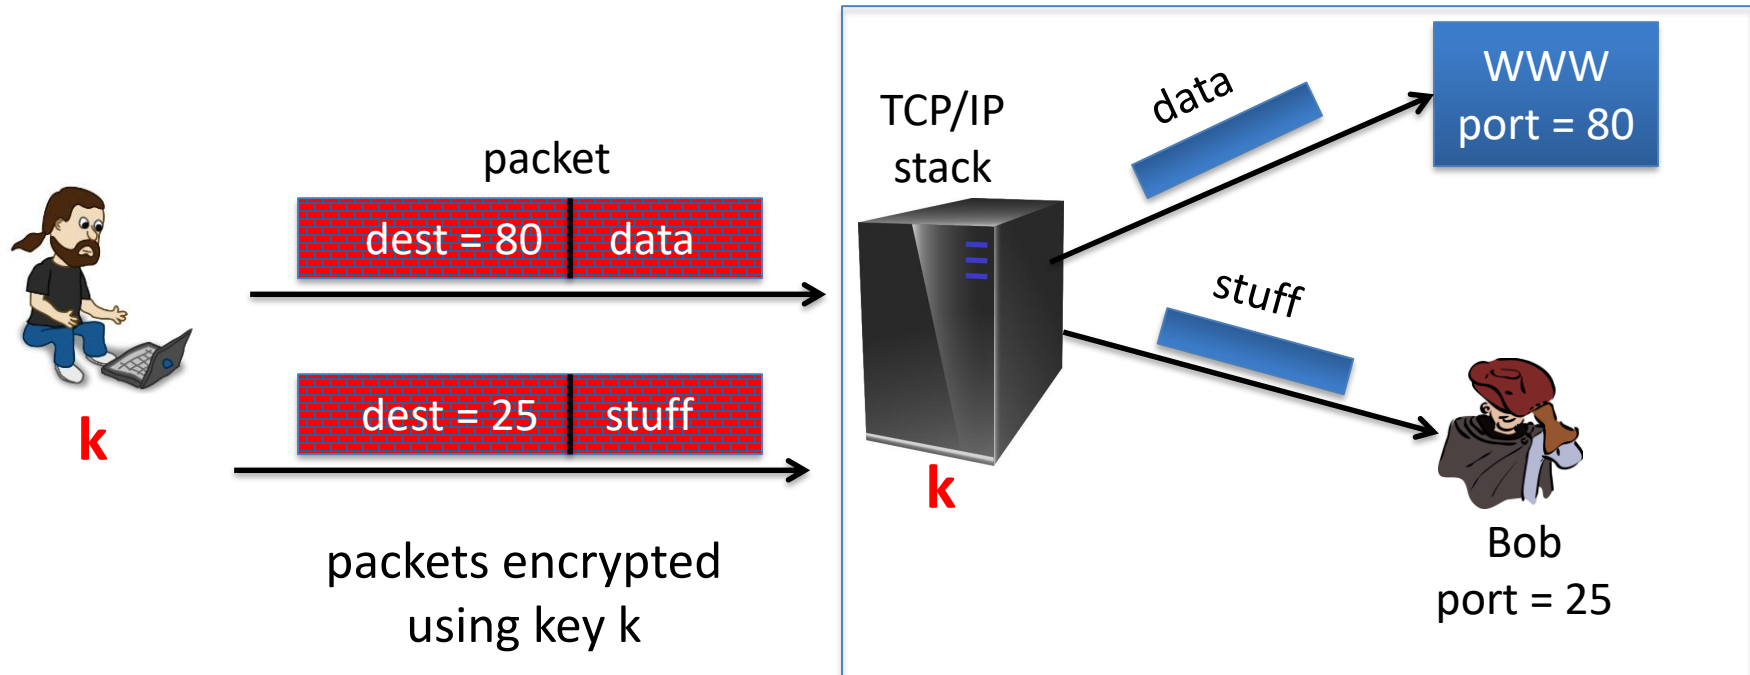 packet
dest = 80 data
dest = 25 stuff
k
packets encrypted
using key k
TCP/IP
stack
k
data
stuff
WWW
port = 80
Bob
port = 25